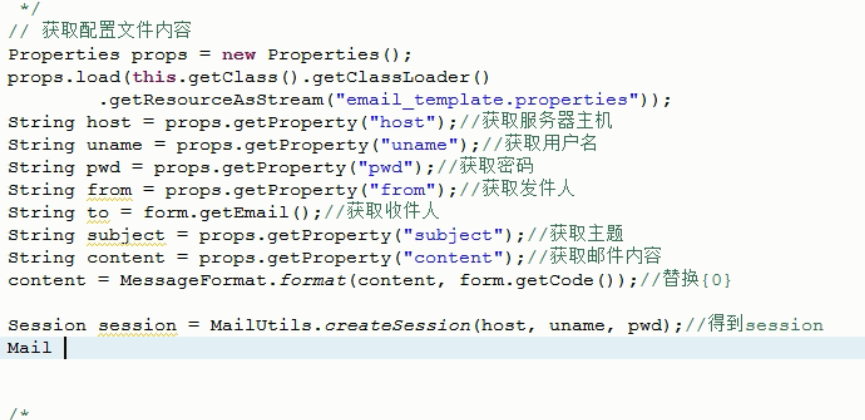 */
// 获取配置文件内容
Properties props = new Properties();
props.load(this.getClass().getClassLoader()
.getResourceAsStream("email_template.properties"));
String host = props.getProperty("host");//获取服务器主机
String uname = props.getProperty("uname");//获取用户名
String pwd = props.getProperty("pwd");//获取密码
String from = props.getProperty("from");//获取发件人
String to = form.getEmail();//获取收件人
String subject = props.getProperty("subject");//获取主题
String content = props.getProperty("content");//获取邮件内容
content = MessageFormat.format(content, form.getCode());//替换{0}
Session session = MailUtils.createSession(host, uname, pwd);//得到session
Mail
/*